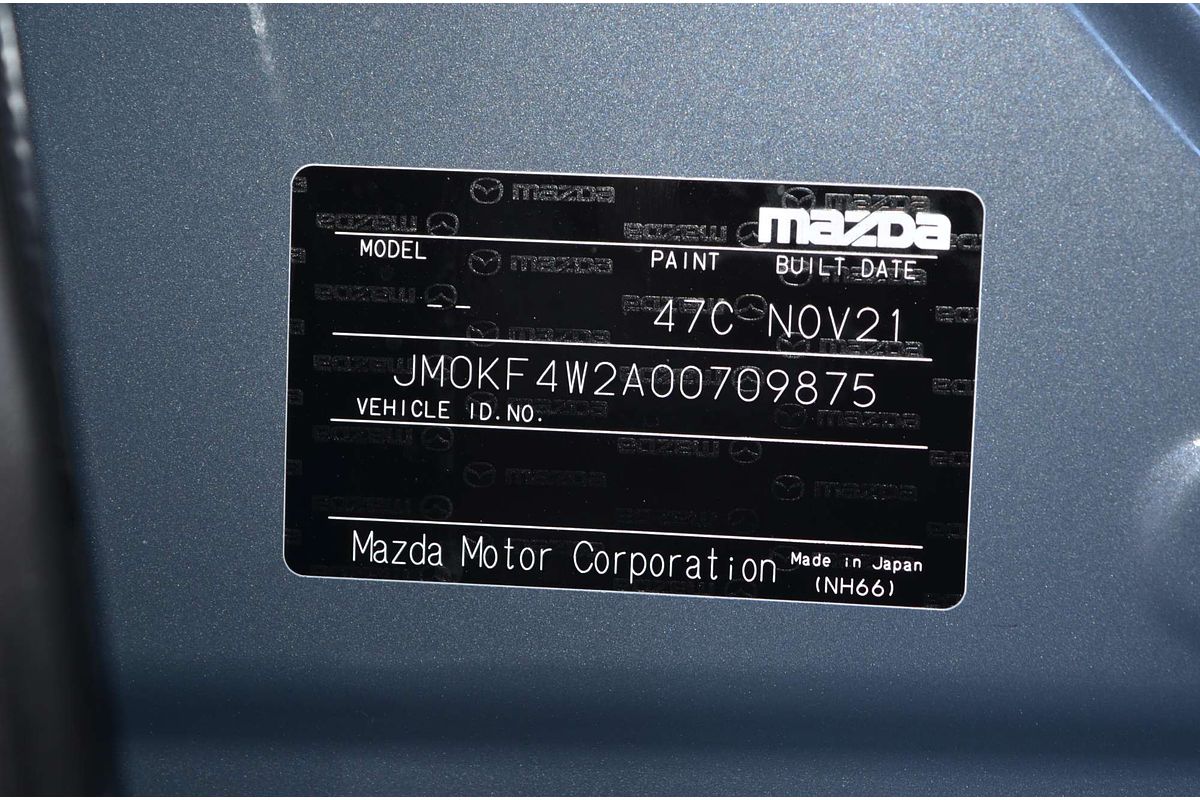 mazda
MODEL PAINT BUILT DATE
-- 47C NOV21
JM0KF4W2A00709875
VEHICLE ID.NO.
Mazda Motor Corporation Made in Japan
(NH66)